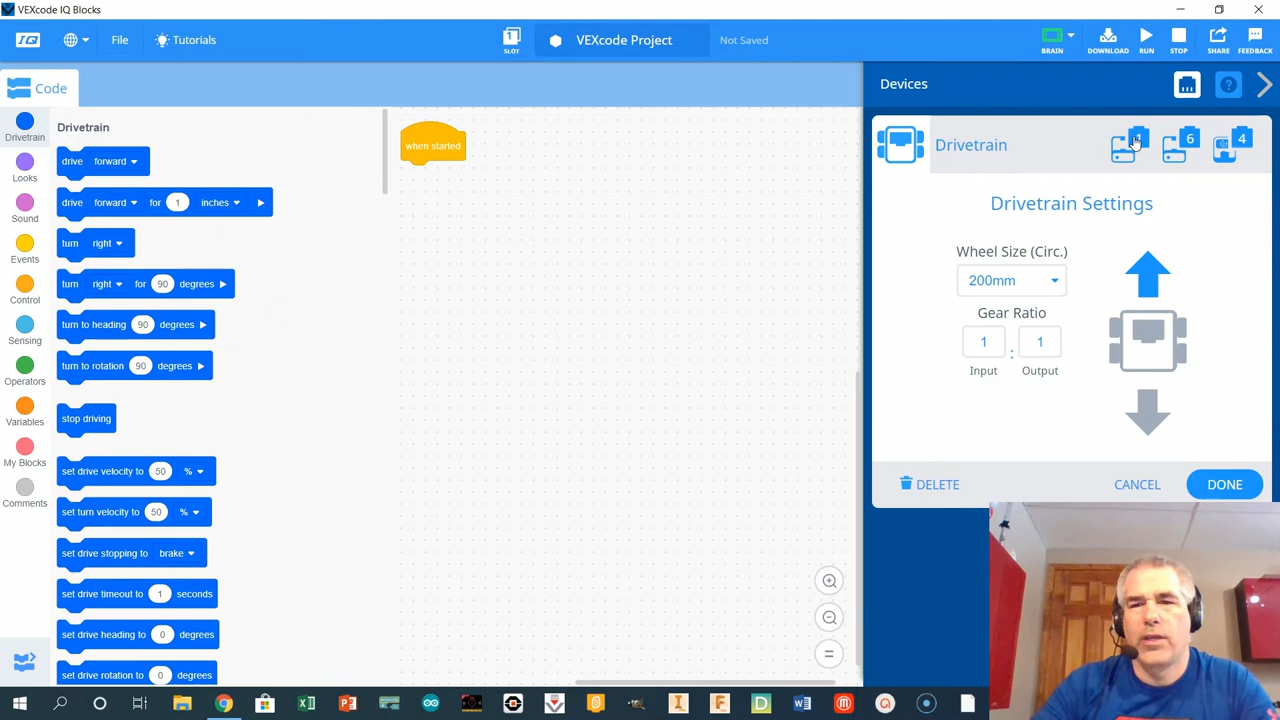 VEXcode IQ Blocks
IQ
File
Tutorials
1
SLOT
VEXcode Project
Not Saved
BRAIN
DOWNLOAD
RUN
STOP
SHARE
FEEDBACK
Code
Devices
?
Drivetrain
Looks
Sound
Events
Control
Sensing
Operators
Variables
My Blocks
Comments
Drivetrain
drive forward
drive forward for 1 inches
turn right
turn right for 90 degrees
turn to heading 90 degrees
turn to rotation 90 degrees
stop driving
set drive velocity to 50 %
set turn velocity to 50 %
set drive stopping to brake
set drive timeout to 1 seconds
set drive heading to 0 degrees
set drive rotation to 0 degrees
when started
Drivetrain
1
6
4
Drivetrain Settings
Wheel Size (Circ.)
200mm
Gear Ratio
1 : 1
Input Output
DELETE
CANCEL
DONE